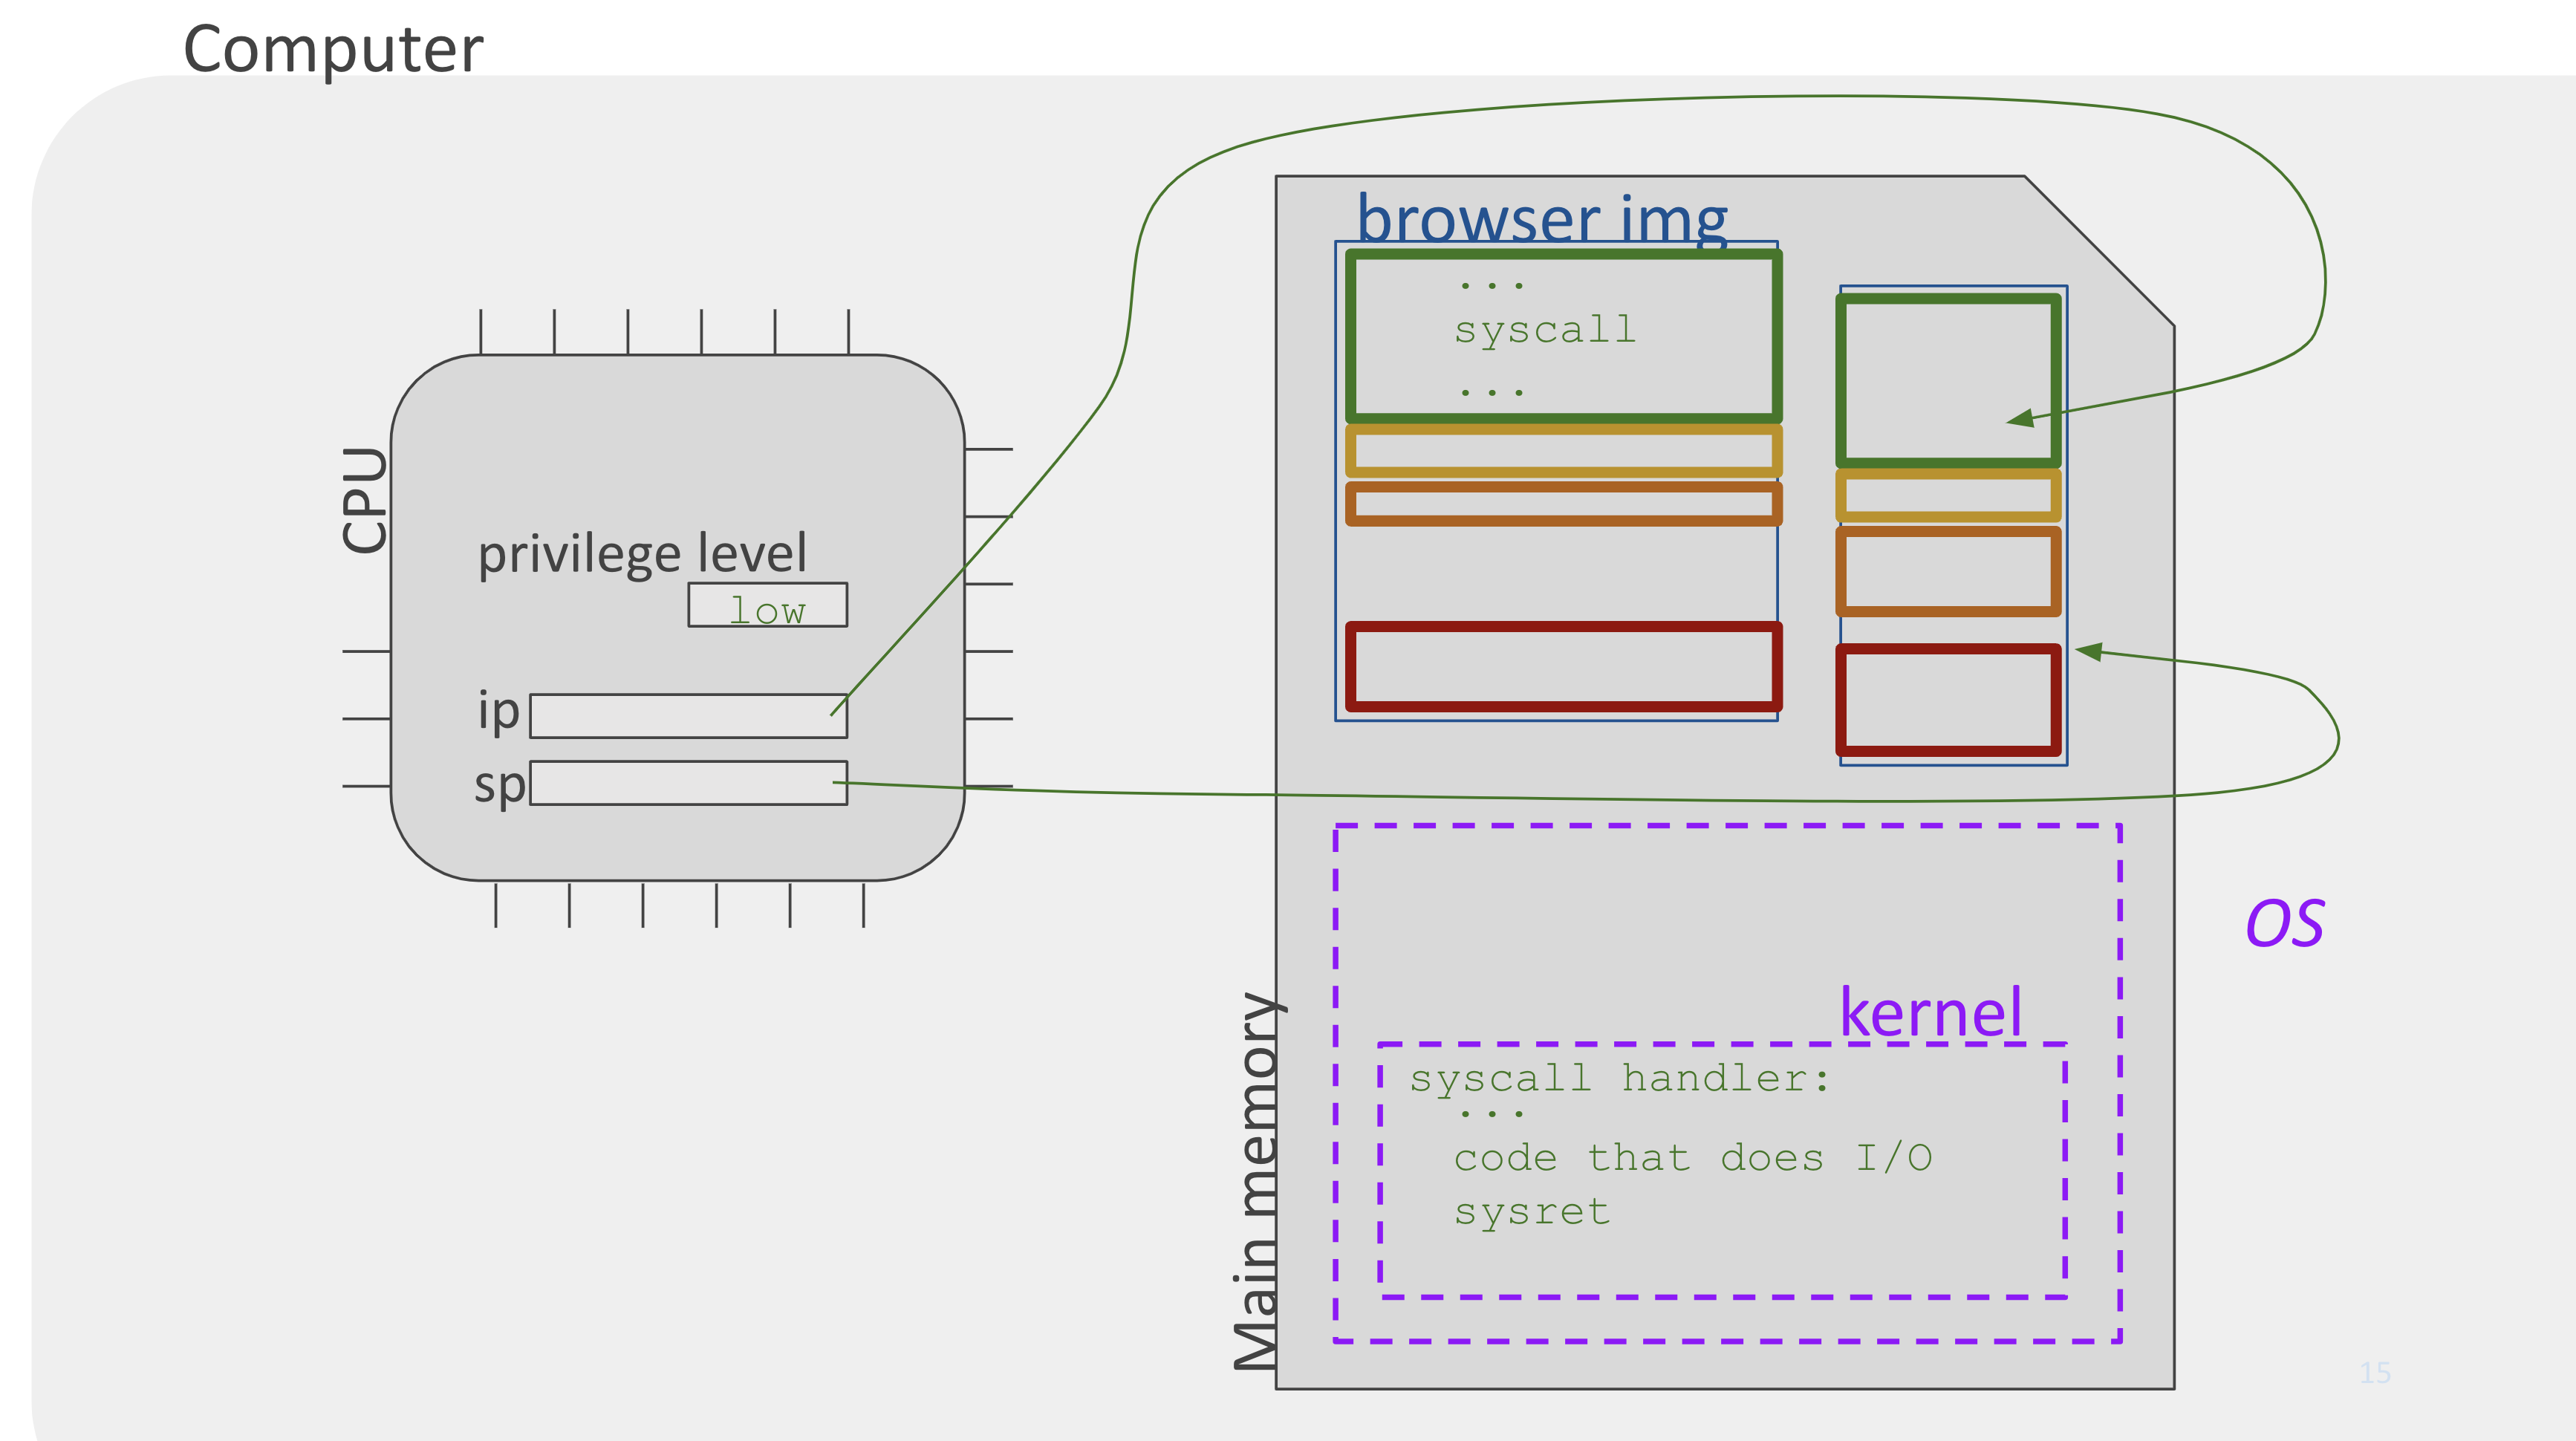 Computer
browser img
...
syscall
...
CPU
privilege level
low
ip
sp
OS
kernel
Main memory
syscall handler:
...
code that does I/O
sysret
15